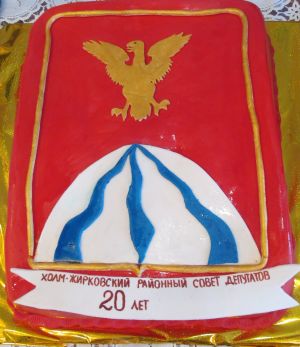 ХОЛМ-ЖИРКОВСКИЙ РАЙОННЫЙ СОВЕТ ДЕПУТАТОВ
20 ЛЕТ